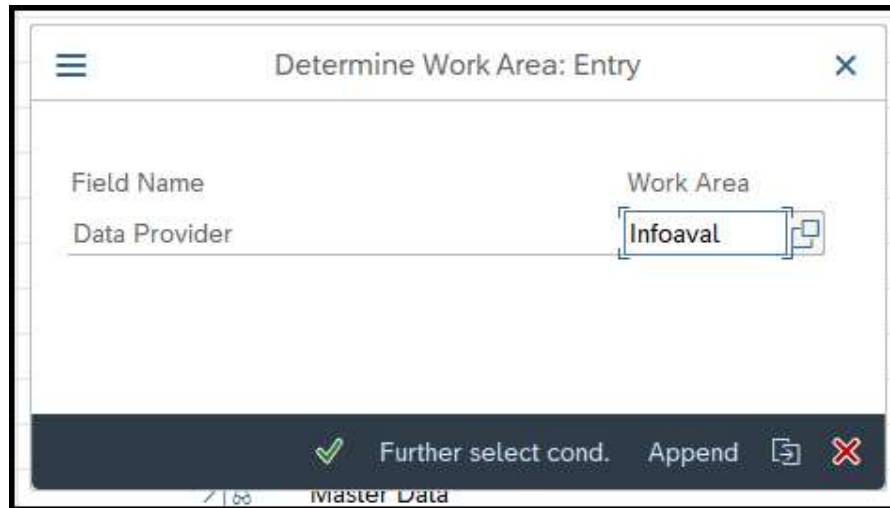 Determine Work Area: Entry
Field Name Work Area
Data Provider Infoaval
Further select cond. Append
Master Data